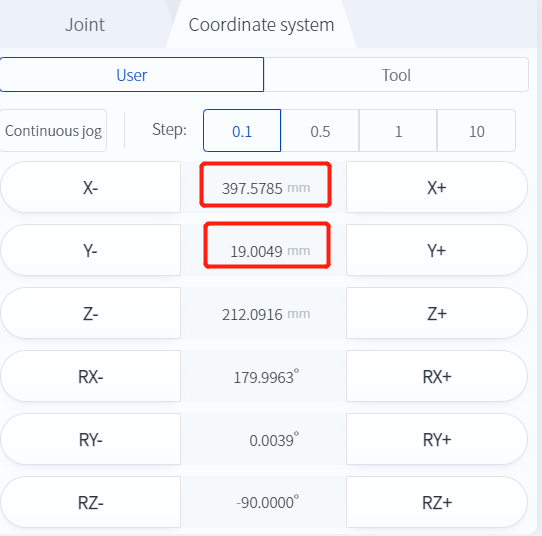 Joint Coordinate system
User Tool
Continuous jog Step: 0.1 0.5 1 10
X- 397.5785 mm X+
Y- 19.0049 mm Y+
Z- 212.0916 mm Z+
RX- 179.9963° RX+
RY- 0.0039° RY+
RZ- -90.0000° RZ+